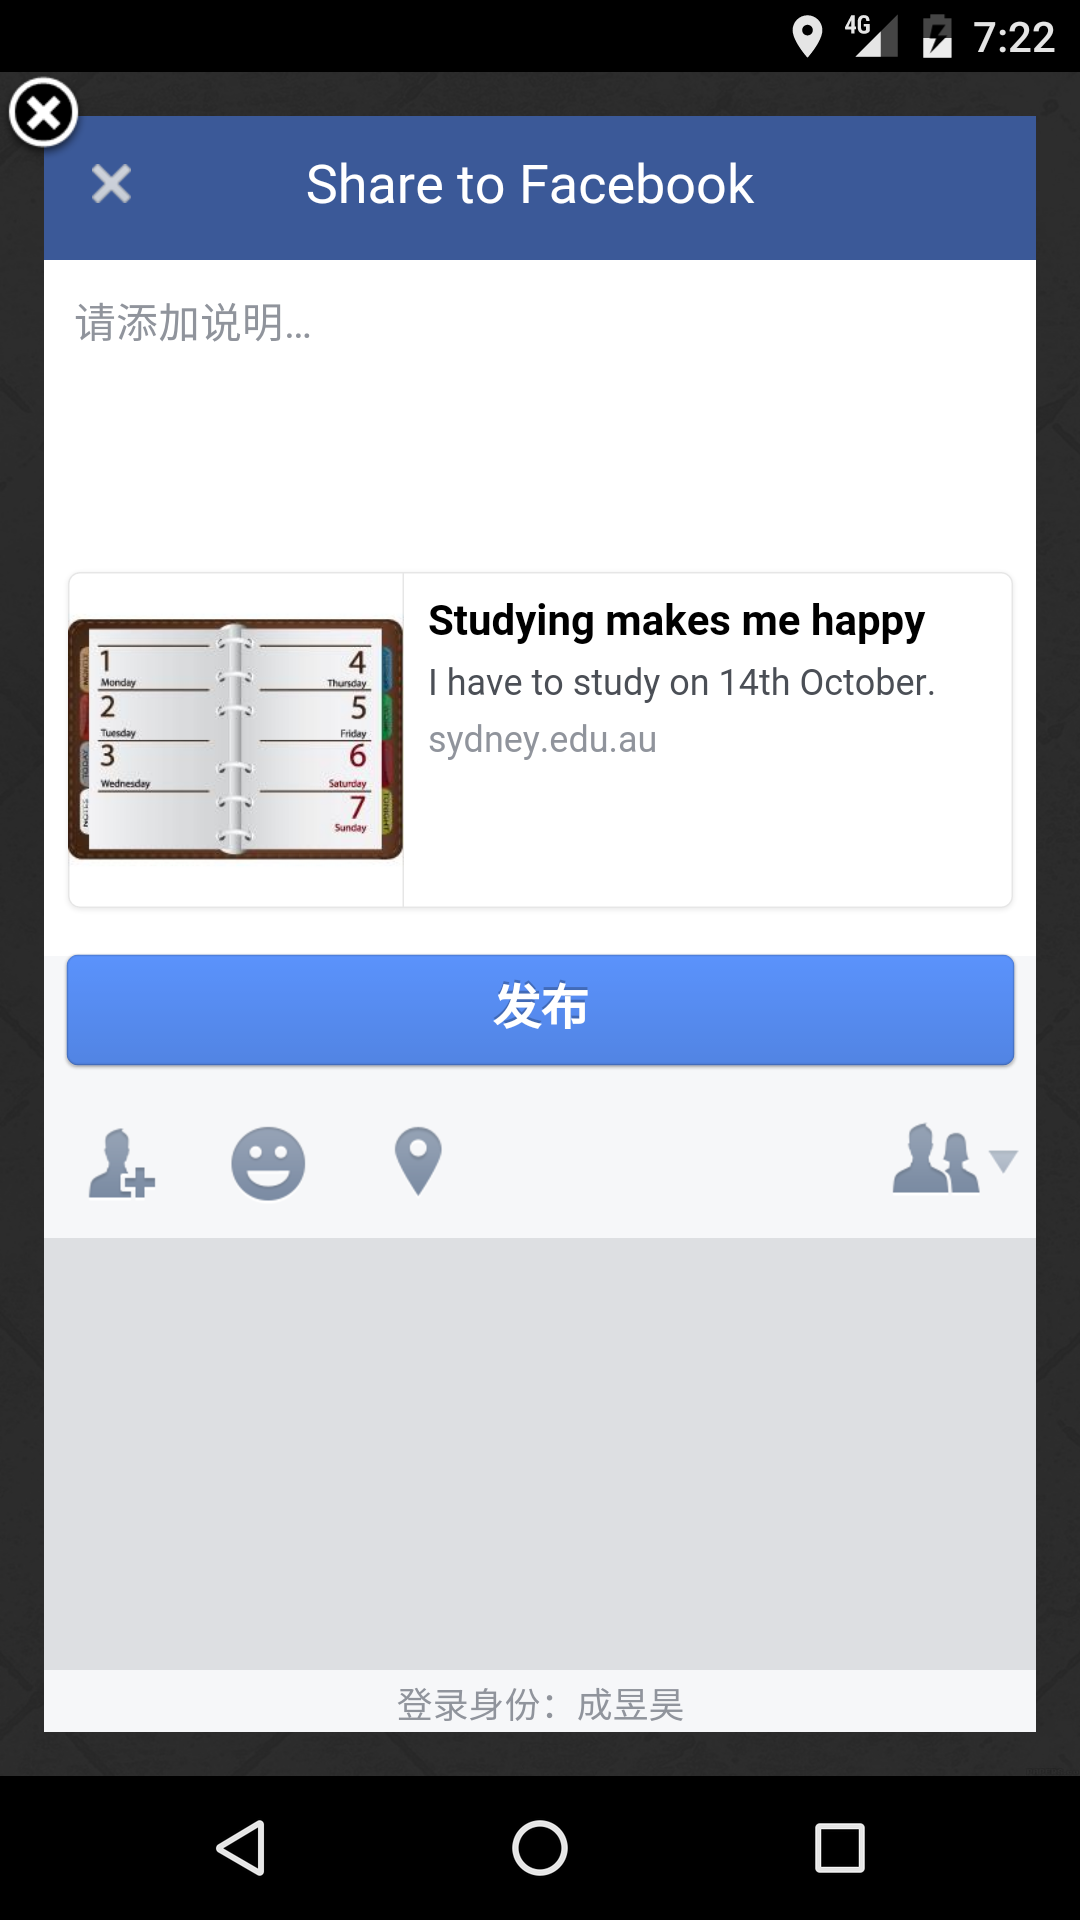 4G 7:22
Share to Facebook
请添加说明...
Studying makes me happy
I have to study on 14th October.
sydney.edu.au
1
Monday
2
Tuesday
3
Wednesday
NOTES
4
Thursday
5
Friday
6
Saturday
7
Sunday
TONIGHT
发布
登录身份：成昱昊